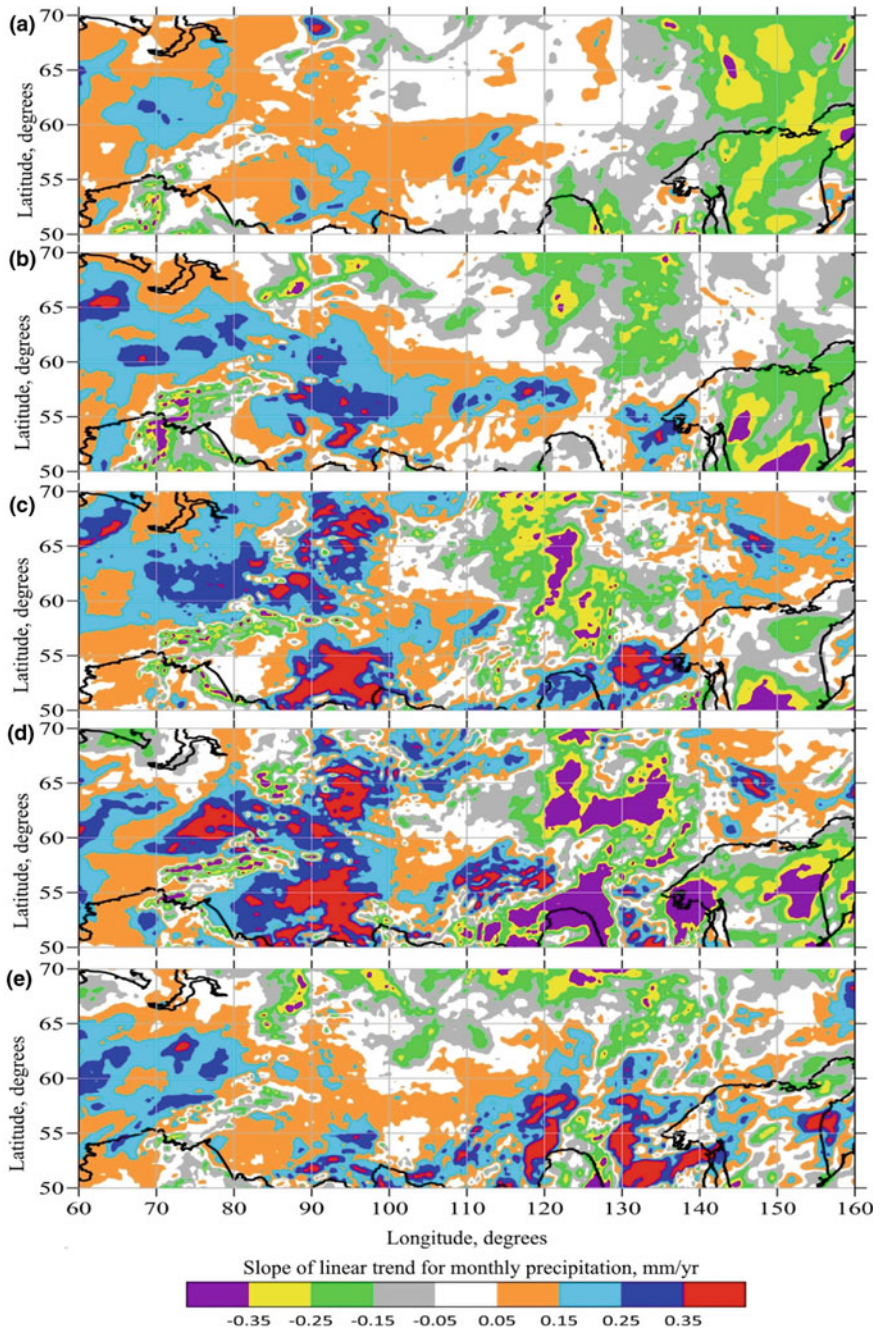 (a)
70
65
60
55
50
Latitude, degrees
(b)
70
65
60
55
50
Latitude, degrees
(c)
70
65
60
55
50
Latitude, degrees
(d)
70
65
60
55
50
Latitude, degrees
(e)
70
65
60
55
50
Latitude, degrees
60 70 80 90 100 110 120 130 140 150 160
Longitude, degrees
Slope of linear trend for monthly precipitation, mm/yr
-0.35 -0.25 -0.15 -0.05 0.05 0.15 0.25 0.35